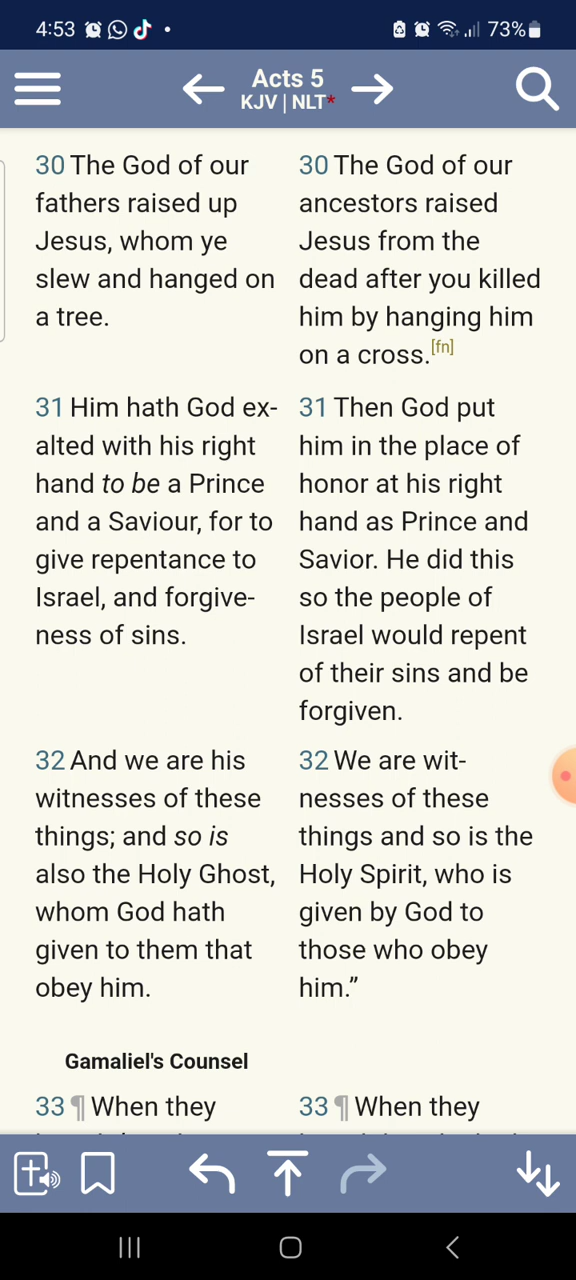 4:53
73%
Acts 5
KJV | NLT*
30 The God of our
fathers raised up
Jesus, whom ye
slew and hanged on
a tree.
30 The God of our
ancestors raised
Jesus from the
dead after you killed
him by hanging him
on a cross.[fn]
31 Him hath God ex-
alted with his right
hand to be a Prince
and a Saviour, for to
give repentance to
Israel, and forgive-
ness of sins.
31 Then God put
him in the place of
honor at his right
hand as Prince and
Savior. He did this
so the people of
Israel would repent
of their sins and be
forgiven.
32 And we are his
witnesses of these
things; and so is
also the Holy Ghost,
whom God hath
given to them that
obey him.
32 We are wit-
nesses of these
things and so is the
Holy Spirit, who is
given by God to
those who obey
him.”
Gamaliel's Counsel
33 ¶ When they
33 ¶ When they